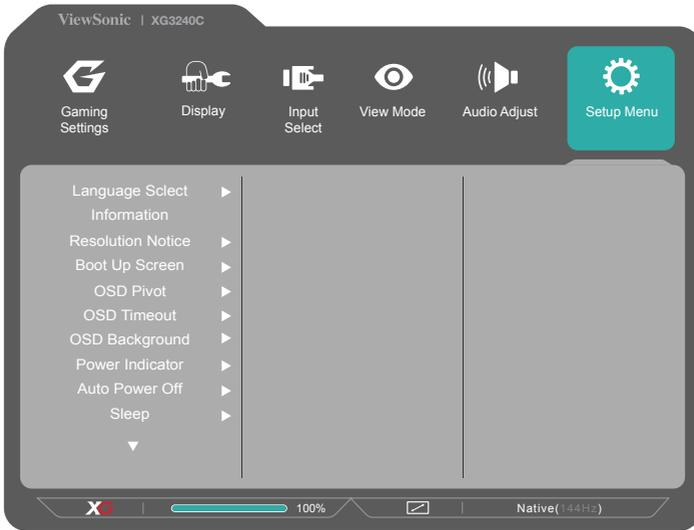 ViewSonic | XG3240C
Gaming Settings
Display
Input Select
View Mode
Audio Adjust
Setup Menu
Language Sclect
Information
Resolution Notice
Boot Up Screen
OSD Pivot
OSD Timeout
OSD Background
Power Indicator
Auto Power Off
Sleep
XG | 100% | Native(144Hz)